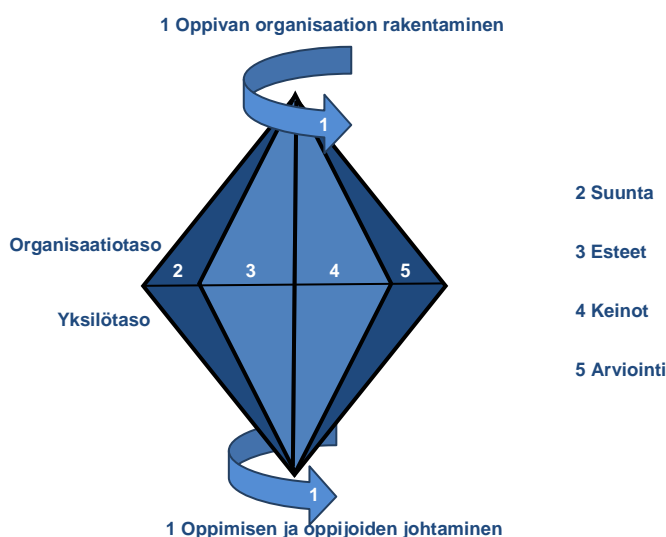 1 Oppivan organisaation rakentaminen
1
2 Suunta
Organisaatiotaso
3 Esteet
2
3
4
5
4 Keinot
Yksilötaso
5 Arviointi
1
1 Oppimisen ja oppijoiden johtaminen